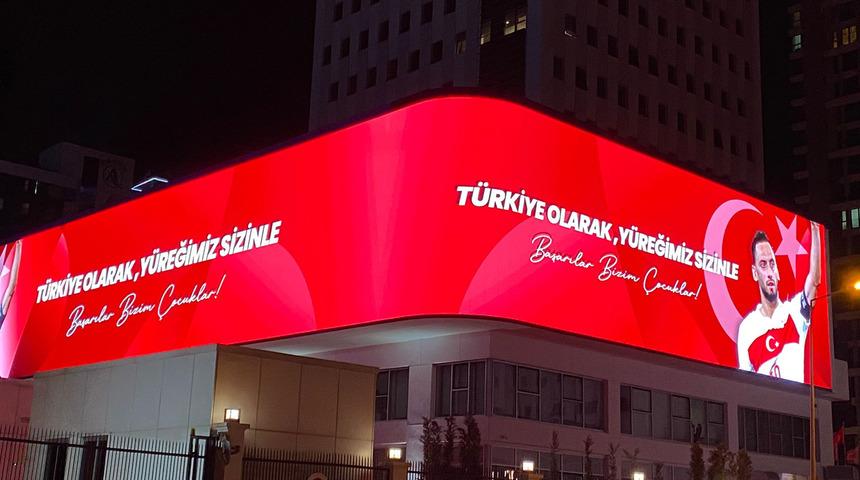 TÜRKİYE OLARAK, YÜREĞİMİZ SİZİNLE
Başarılar Bizim Çocuklar!
TÜRKİYE OLARAK, YÜREĞİMİZ SİZİNLE
Başarılar Bizim Çocuklar!
10